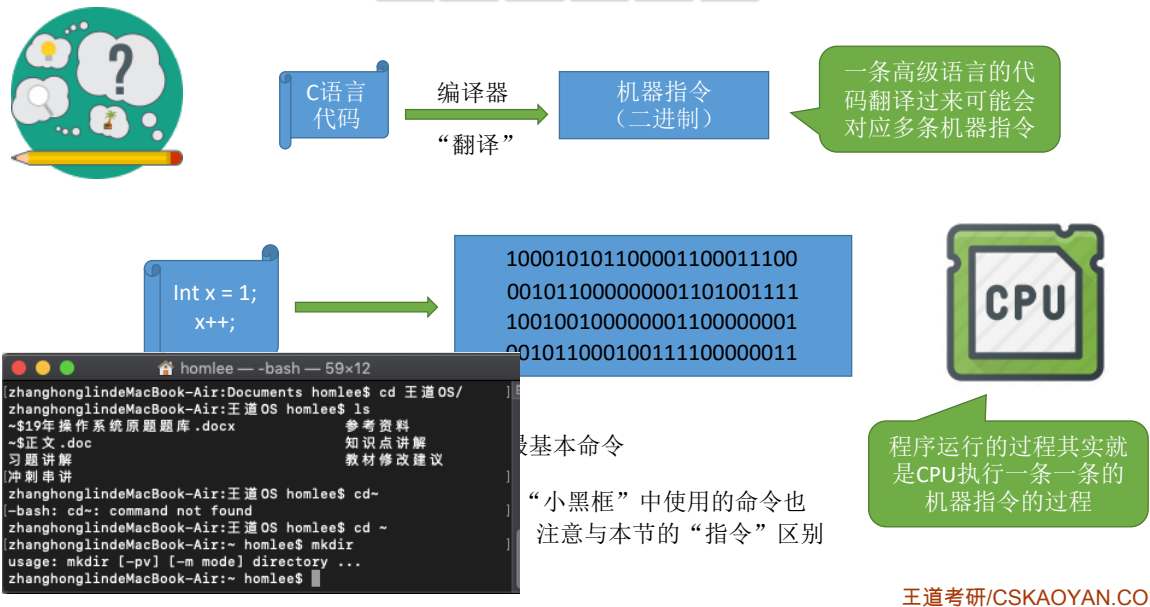 ?
C语言
代码
编译器
“翻译”
机器指令
（二进制）
一条高级语言的代
码翻译过来可能会
对应多条机器指令
Int x = 1;
x++;
100010101100001100011100
001011000000001101001111
100100100000001100000001
001011000100111100000011
CPU
程序运行的过程其实就
是CPU执行一条一条的
机器指令的过程
homlee — -bash — 59×12
[zhanghonglindeMacBook-Air:Documents homlee$ cd 王道OS/ ]
zhanghonglindeMacBook-Air:王道OS homlee$ ls
~$19年操作系统原题题库.docx 参考资料
~$正文.doc 知识点讲解
习题讲解 教材修改建议
[冲刺串讲 ]
zhanghonglindeMacBook-Air:王道OS homlee$ cd~
[-bash: cd~: command not found ]
zhanghonglindeMacBook-Air:王道OS homlee$ cd ~
[zhanghonglindeMacBook-Air:~ homlee$ mkdir ]
usage: mkdir [-pv] [-m mode] directory ...
zhanghonglindeMacBook-Air:~ homlee$
基本命令
“小黑框”中使用的命令也
注意与本节的“指令”区别
王道考研/CSKAOYAN.CO